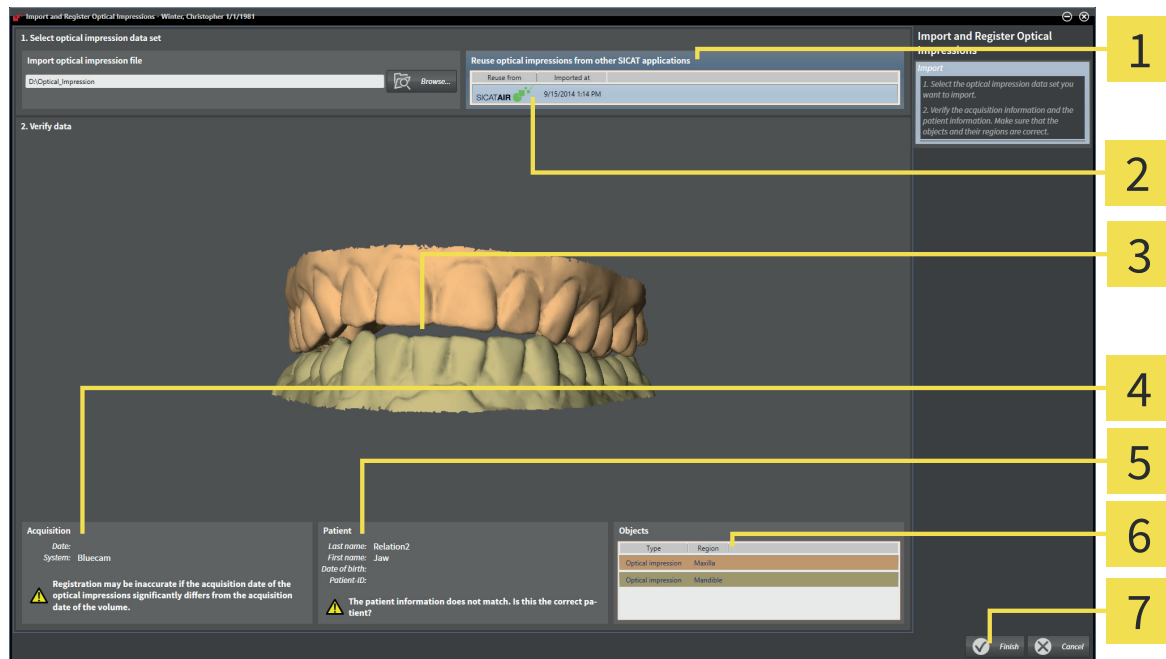 Import and Register Optical Impressions - Winter, Christopher 1/1/1981
1. Select optical impression data set
Import optical impression file
D:\Optical_Impression
Browse...
Reuse optical impressions from other SICAT applications
Reuse from Imported at
SICATAIR 9/15/2014 1:14 PM
Import and Register Optical
Impressions
Import
1. Select the optical impression data set you
want to import.
2. Verify the acquisition information and the
patient information. Make sure that the
objects and their regions are correct.
2. Verify data
Acquisition
Date:
System: Bluecam
Registration may be inaccurate if the acquisition date of the
optical impressions significantly differs from the acquisition
date of the volume.
Patient
Last name: Relation2
First name: Jaw
Date of birth:
Patient-ID:
The patient information does not match. Is this the correct pa-
tient?
Objects
Type Region
Optical impression Maxilla
Optical impression Mandible
Finish Cancel
1
2
3
4
5
6
7